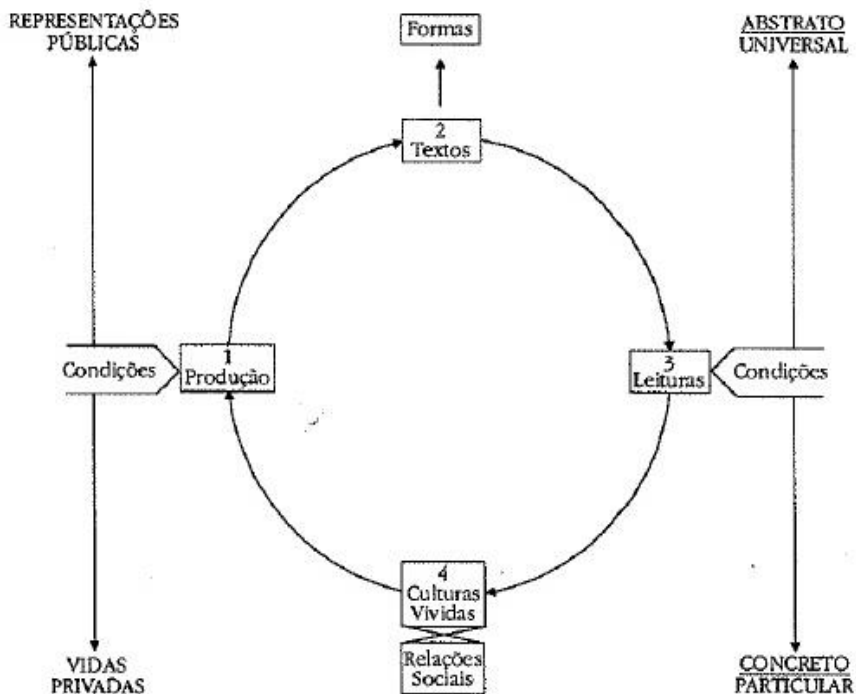 REPRESENTAÇÕES
PÚBLICAS
Formas
ABSTRATO
UNIVERSAL
2
Textos
Condições
1
Produção
3
Leituras
Condições
4
Culturas
Vividas
Relações
Sociais
VIDAS
PRIVADAS
CONCRETO
PARTICULAR